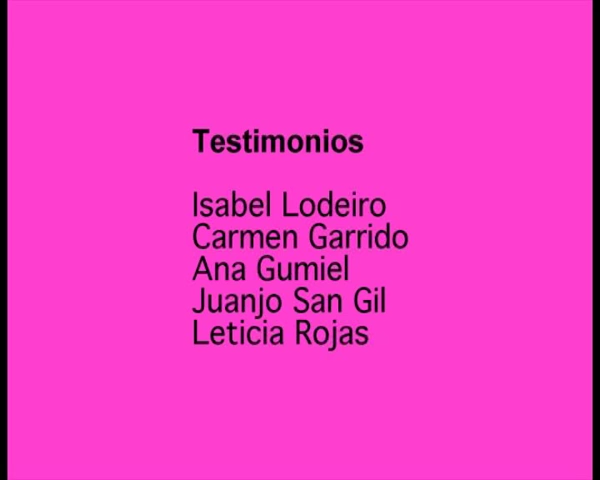 Testimonios
Isabel Lodeiro
Carmen Garrido
Ana Gumiel
Juanjo San Gil
Leticia Rojas